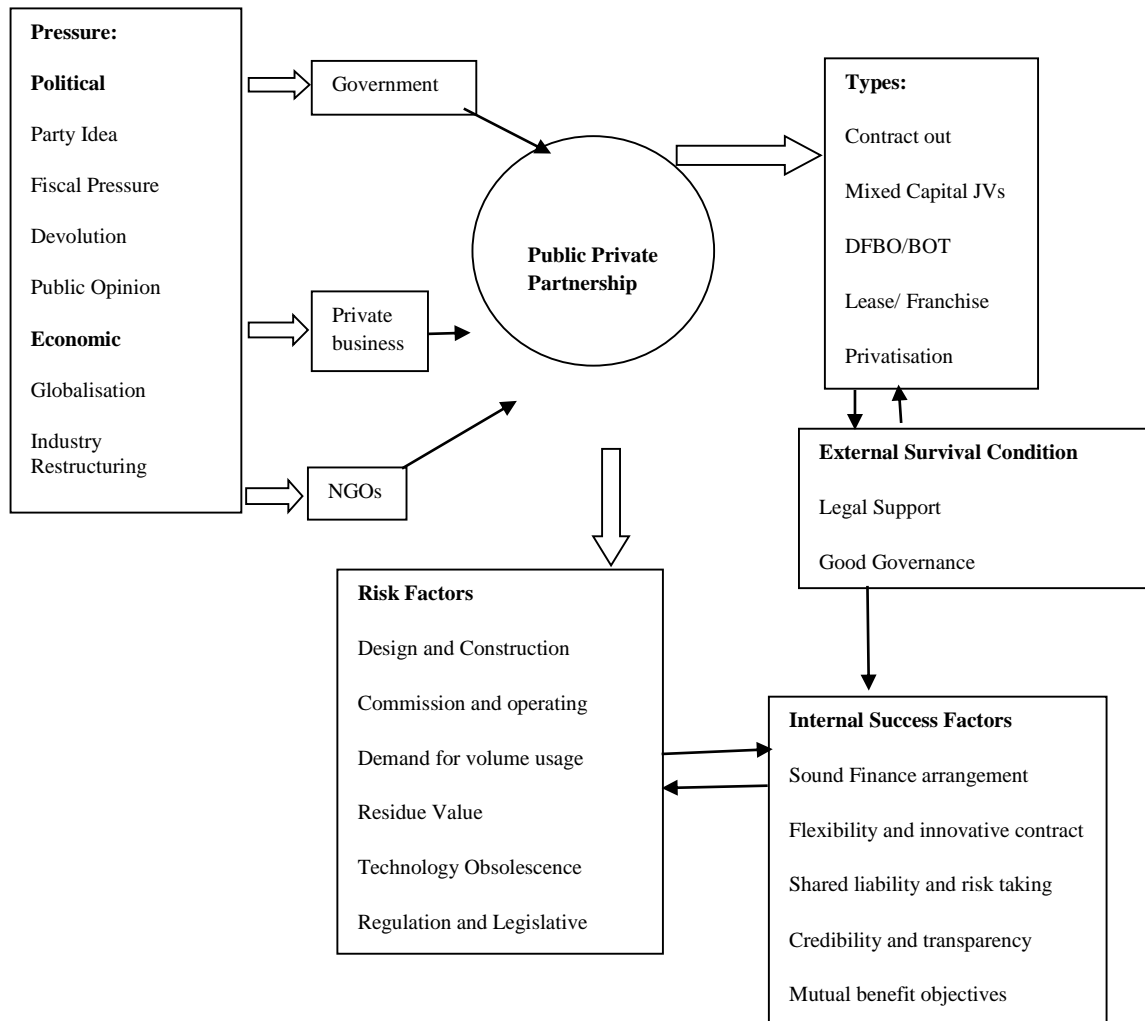 Pressure:
Political
Party Idea
Fiscal Pressure
Devolution
Public Opinion
Economic
Globalisation
Industry
Restructuring
Government
Private
business
NGOs
Public Private
Partnership
Types:
Contract out
Mixed Capital JVs
DFBO/BOT
Lease/ Franchise
Privatisation
External Survival Condition
Legal Support
Good Governance
Risk Factors
Design and Construction
Commission and operating
Demand for volume usage
Residue Value
Technology Obsolescence
Regulation and Legislative
Internal Success Factors
Sound Finance arrangement
Flexibility and innovative contract
Shared liability and risk taking
Credibility and transparency
Mutual benefit objectives